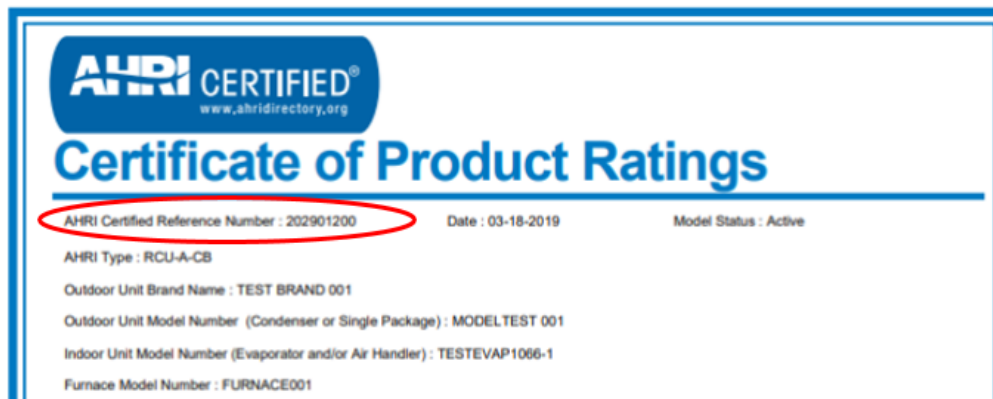 AHRI CERTIFIED®
www.ahridirectory.org
Certificate of Product Ratings
AHRI Certified Reference Number : 202901200 Date : 03-18-2019 Model Status : Active
AHRI Type : RCU-A-CB
Outdoor Unit Brand Name : TEST BRAND 001
Outdoor Unit Model Number (Condenser or Single Package) : MODELTEST 001
Indoor Unit Model Number (Evaporator and/or Air Handler) : TESTEVAP1066-1
Furnace Model Number : FURNACE001